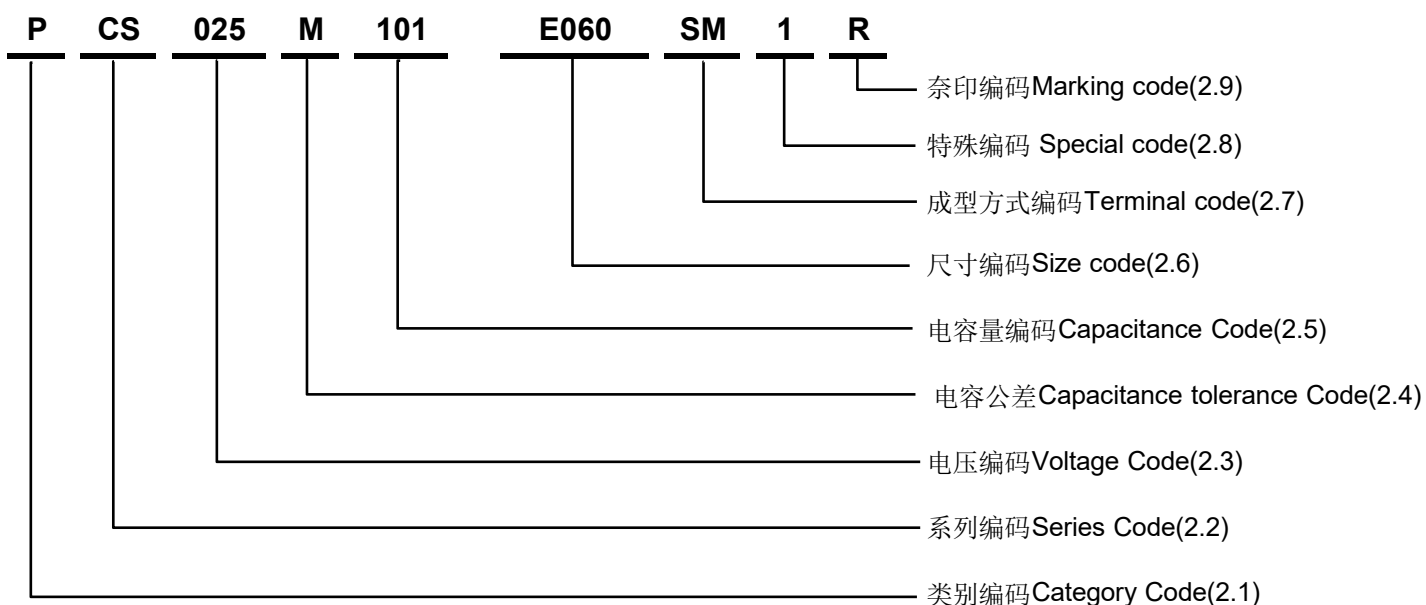 P CS 025 M 101 E060 SM 1 R
奈印编码Marking code(2.9)
特殊编码 Special code(2.8)
成型方式编码Terminal code(2.7)
尺寸编码Size code(2.6)
电容量编码Capacitance Code(2.5)
电容公差Capacitance tolerance Code(2.4)
电压编码Voltage Code(2.3)
系列编码Series Code(2.2)
类别编码Category Code(2.1)